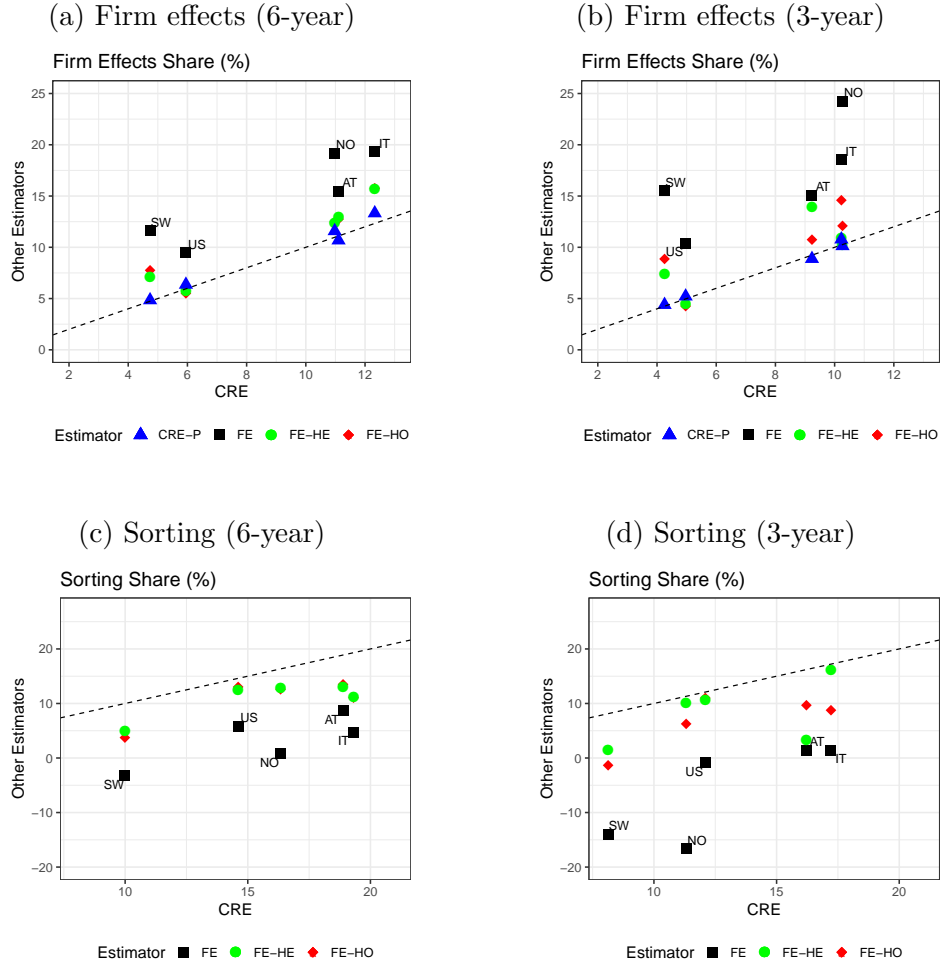 (a) Firm effects (6-year)
Firm Effects Share (%)
25
20
15
10
5
0
Other Estimators
NO
IT
AT
SW
US
2 4 6 8 10 12
CRE
Estimator CRE−P FE FE−HE FE−HO
(b) Firm effects (3-year)
Firm Effects Share (%)
25
20
15
10
5
0
Other Estimators
NO
IT
SW
AT
US
2 4 6 8 10 12
CRE
Estimator CRE−P FE FE−HE FE−HO
(c) Sorting (6-year)
Sorting Share (%)
20
10
0
−10
−20
Other Estimators
US
AT
IT
NO
SW
10 15 20
CRE
Estimator FE FE−HE FE−HO
(d) Sorting (3-year)
Sorting Share (%)
20
10
0
−10
−20
Other Estimators
AT
IT
US
SW
NO
10 15 20
CRE
Estimator FE FE−HE FE−HO